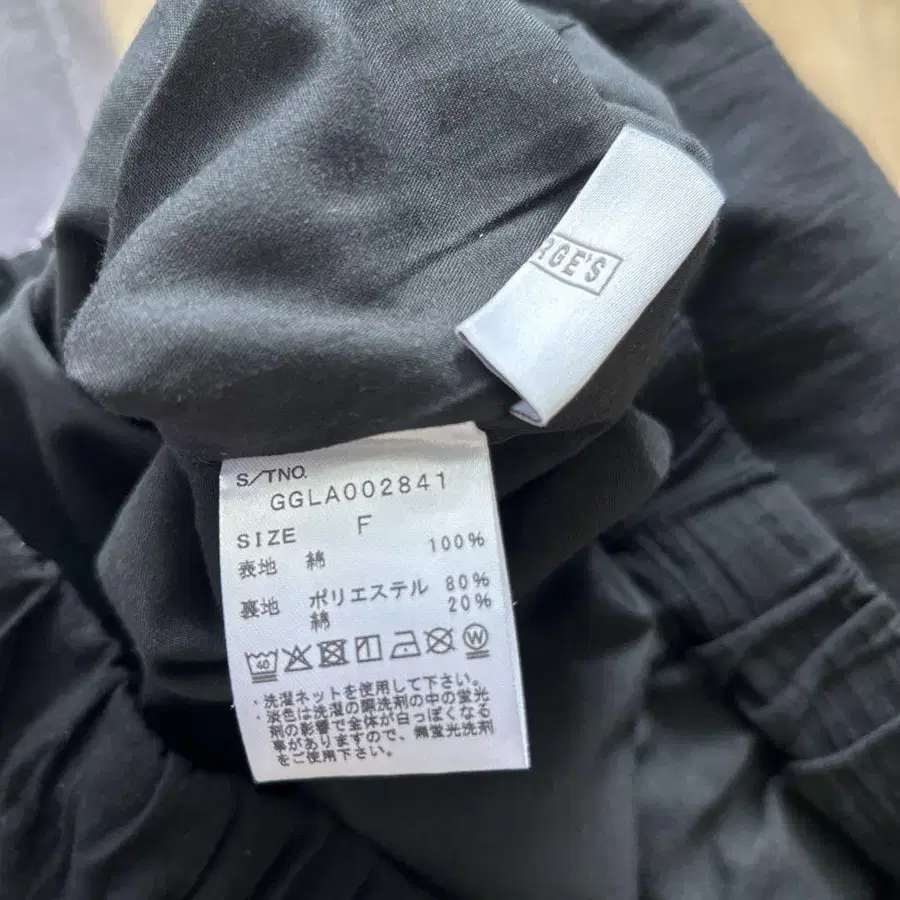 RGE'S
S/TNO.
GGLA002841
SIZE F
表地 綿 100%
裏地 ポリエステル 80%
綿 20%
40
W
・洗濯ネットを使用して下さい。
・淡色は洗濯の際洗剤の中の蛍光
剤の影響で全体が白っぽくなる
事がありますので、無蛍光洗剤
をご使用下さい。